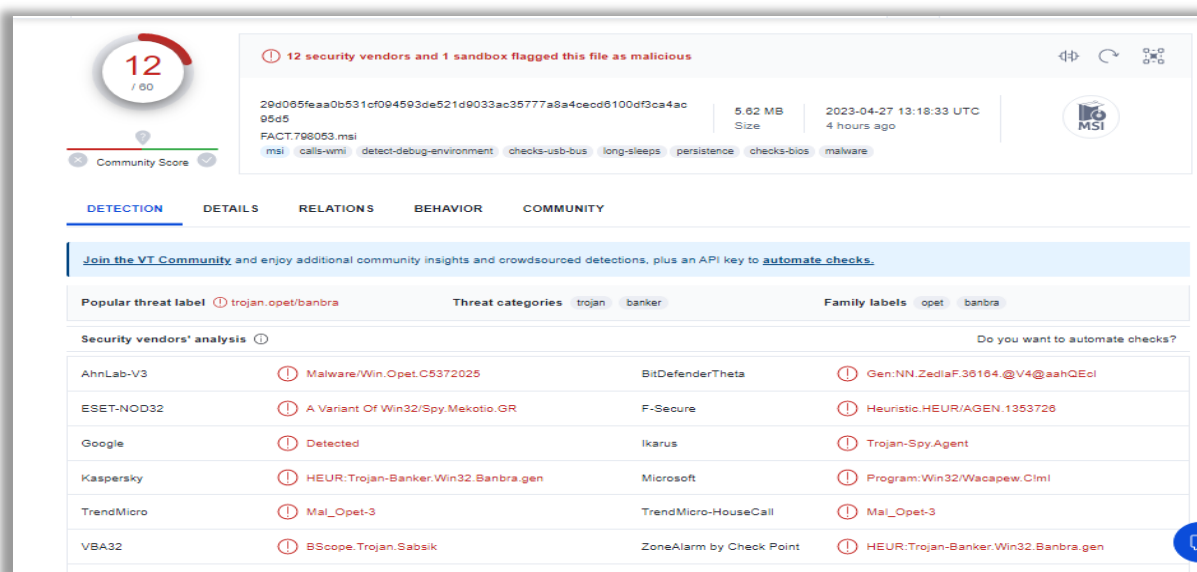 12
/ 60
Community Score
12 security vendors and 1 sandbox flagged this file as malicious
29d065feaa0b531cf094593de521d9033ac35777a8a4cecd6100df3ca4ac
95d5
FACT.798053.msi
5.62 MB
Size
2023-04-27 13:18:33 UTC
4 hours ago
MSI
msi calls-wmi detect-debug-environment checks-usb-bus long-sleeps persistence checks-bios malware
DETECTION DETAILS RELATIONS BEHAVIOR COMMUNITY
Join the VT Community and enjoy additional community insights and crowdsourced detections, plus an API key to automate checks.
Popular threat label trojan.opet/banbra Threat categories trojan banker Family labels opet banbra
Security vendors' analysis Do you want to automate checks?
AhnLab-V3 Malware/Win.Opet.C5372025 BitDefenderTheta Gen:NN.ZedlaF.36164.@V4@aahQEcI
ESET-NOD32 A Variant Of Win32/Spy.Mekotio.GR F-Secure Heuristic.HEUR/AGEN.1353726
Google Detected Ikarus Trojan-Spy.Agent
Kaspersky HEUR:Trojan-Banker.Win32.Banbra.gen Microsoft Program:Win32/Wacapew.C!ml
TrendMicro Mal_Opet-3 TrendMicro-HouseCall Mal_Opet-3
VBA32 BScope.Trojan.Sabsik ZoneAlarm by Check Point HEUR:Trojan-Banker.Win32.Banbra.gen